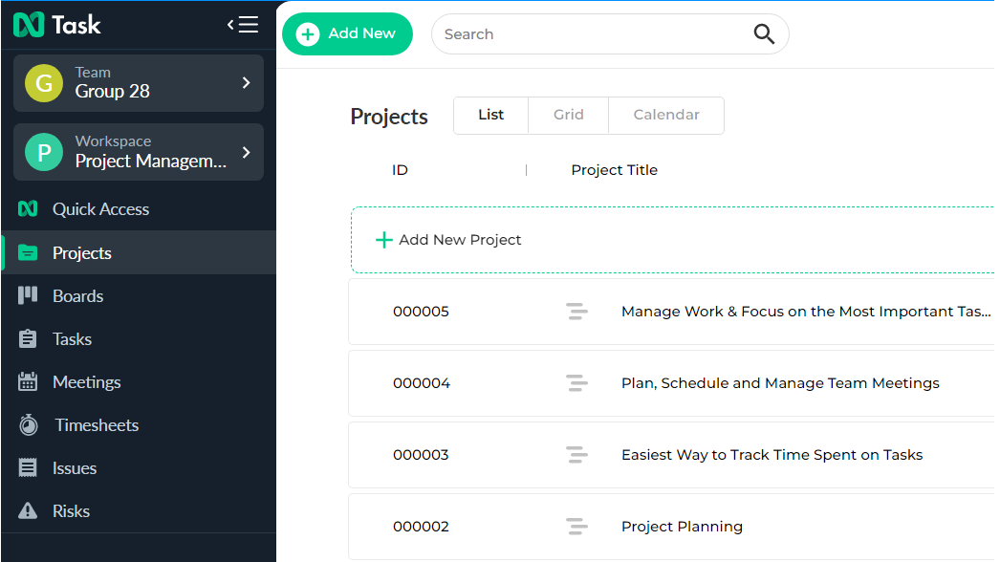 Task
Team
G
Group 28
Workspace
P
Project Managem...
Quick Access
Projects
Boards
Tasks
Meetings
Timesheets
Issues
Risks
Add New
Search
Projects
List
Grid
Calendar
ID
Project Title
Add New Project
000005
Manage Work & Focus on the Most Important Tas...
000004
Plan, Schedule and Manage Team Meetings
000003
Easiest Way to Track Time Spent on Tasks
000002
Project Planning